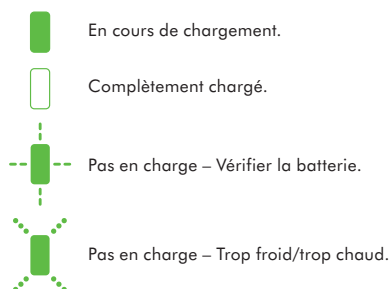 En cours de chargement.
Complètement chargé.
Pas en charge – Vérifier la batterie.
Pas en charge – Trop froid/trop chaud.